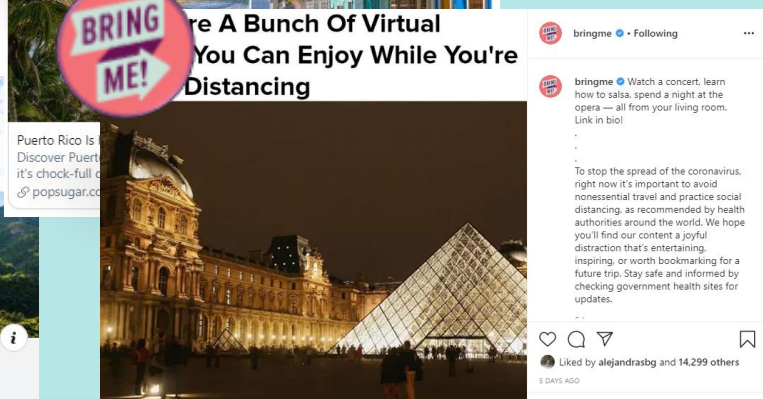 BRING
ME!
re A Bunch Of Virtual
You Can Enjoy While You're
Distancing
Puerto Rico Is
Discover Puert
it's chock-full
popsugar.co
i
bringme • Following
bringme Watch a concert, learn
how to salsa, spend a night at the
opera — all from your living room.
Link in bio!
.
.
.
To stop the spread of the coronavirus,
right now it's important to avoid
nonessential travel and practice social
distancing, as recommended by health
authorities around the world. We hope
you'll find our content a joyful
distraction that's entertaining,
inspiring, or worth bookmarking for a
future trip. Stay safe and informed by
checking government health sites for
updates.
Liked by alejandrasbg and 14,299 others
5 DAYS AGO